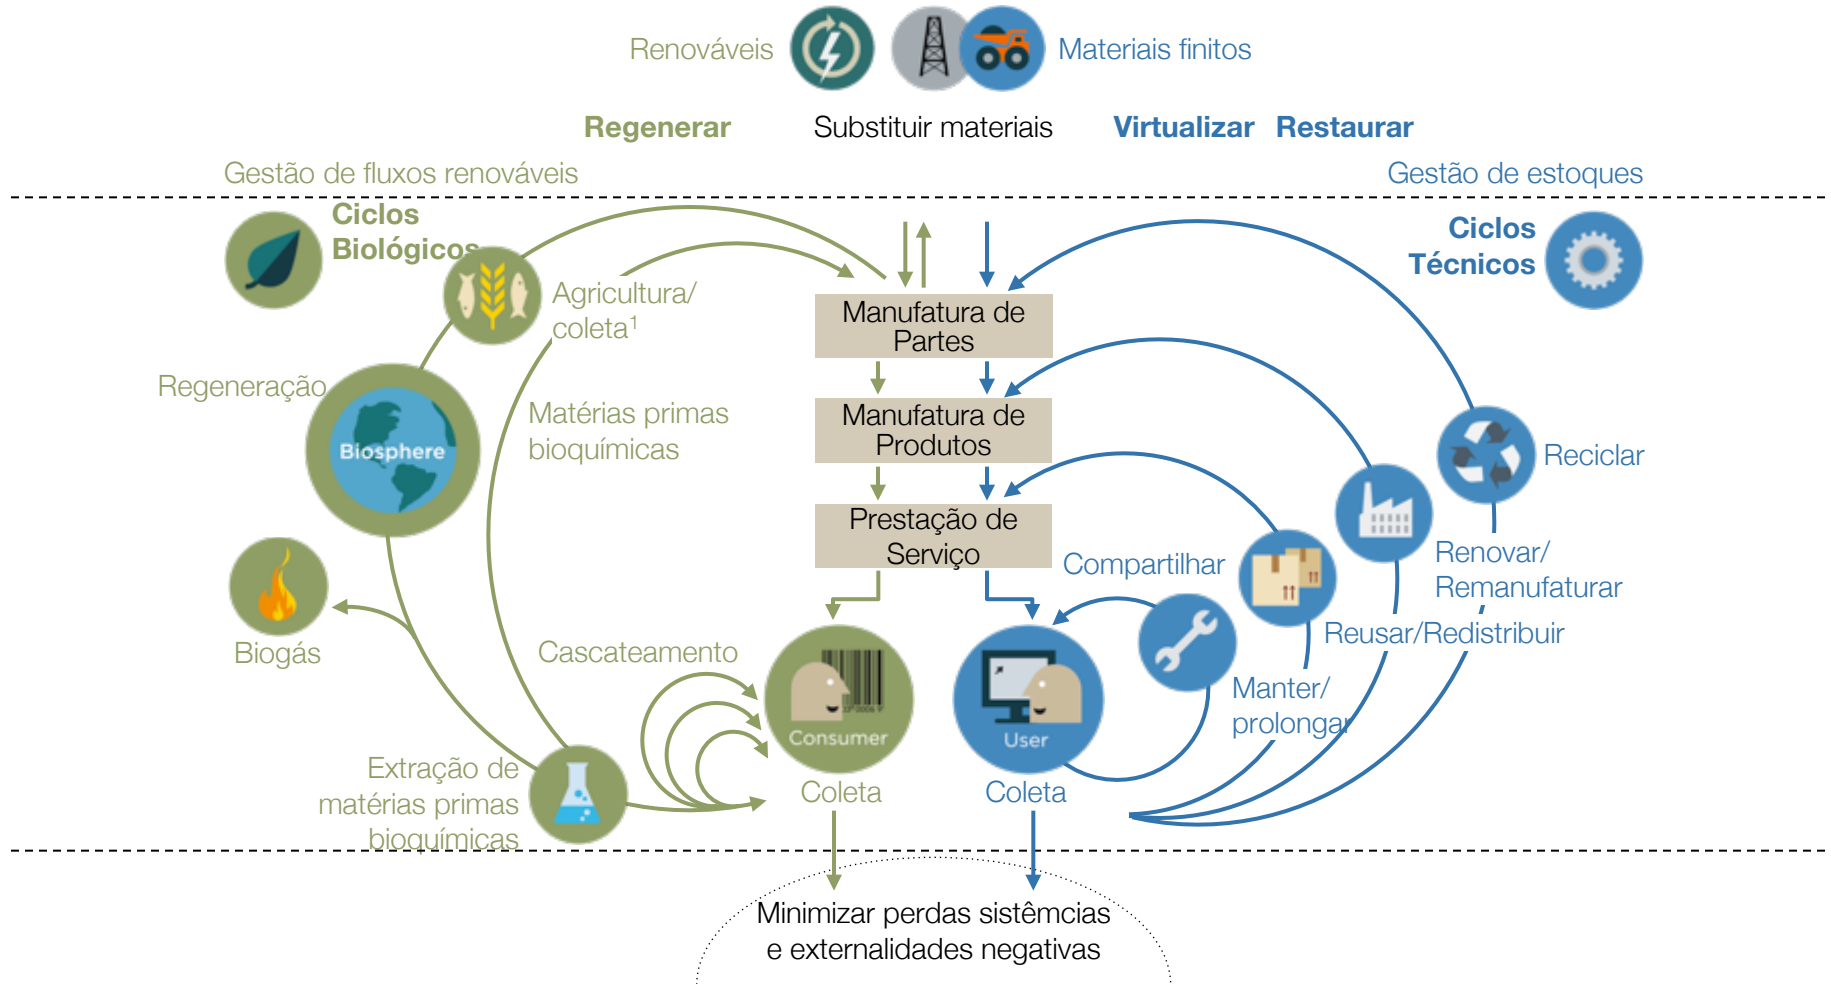 Renováveis
Materiais finitos
Regenerar
Substituir materiais
Virtualizar
Restaurar
Gestão de fluxos renováveis
Gestão de estoques
Ciclos
Biológicos
Ciclos
Técnicos
Agricultura/
coleta¹
Manufatura de
Partes
Regeneração
Biosphere
Matérias primas
bioquímicas
Manufatura de
Produtos
Reciclar
Prestação de
Serviço
Compartilhar
Renovar/
Remanufaturar
Reusar/Redistribuir
Biogás
Cascateamento
Manter/
prolongar
Consumer
User
Extração de
matérias primas
bioquímicas
Coleta
Coleta
Minimizar perdas sistêmcias
e externalidades negativas